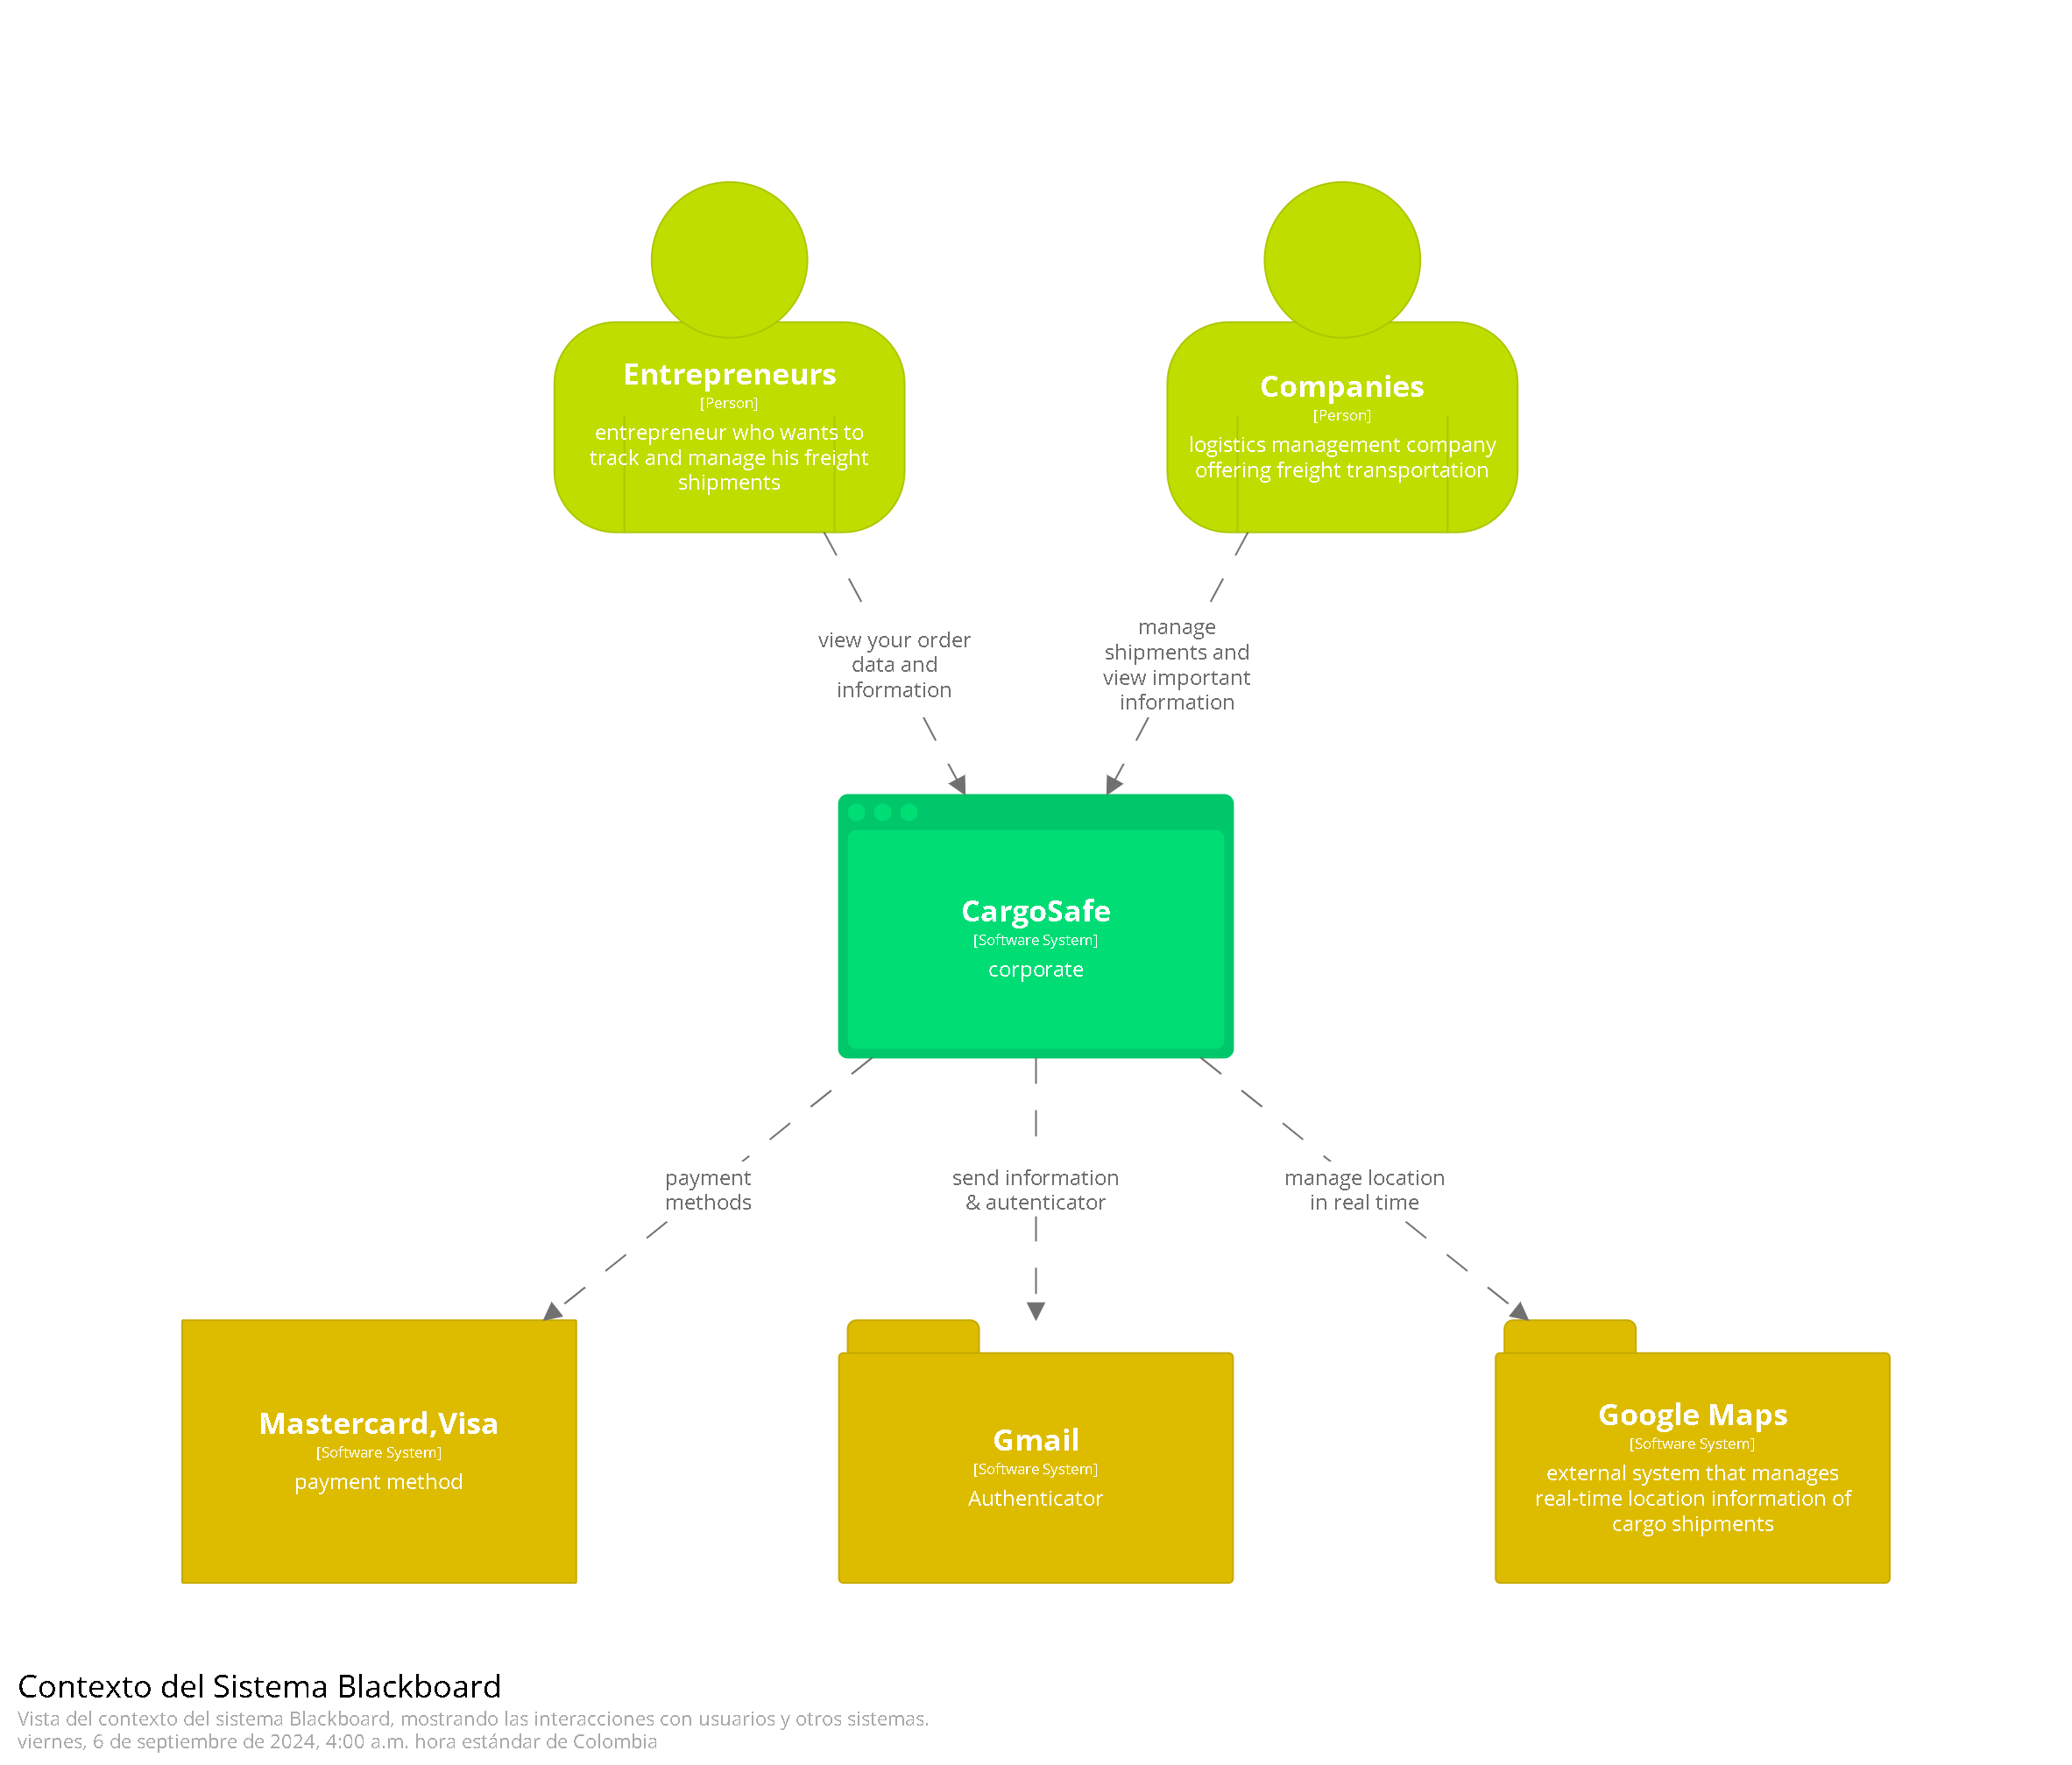 Entrepreneurs
[Person]
entrepreneur who wants to
track and manage his freight
shipments
Companies
[Person]
logistics management company
offering freight transportation
view your order
data and
information
manage
shipments and
view important
information
CargoSafe
[Software System]
corporate
payment
methods
send information
& autenticator
manage location
in real time
Mastercard,Visa
[Software System]
payment method
Gmail
[Software System]
Authenticator
Google Maps
[Software System]
external system that manages
real-time location information of
cargo shipments
Contexto del Sistema Blackboard
Vista del contexto del sistema Blackboard, mostrando las interacciones con usuarios y otros sistemas.
viernes, 6 de septiembre de 2024, 4:00 a.m. hora estándar de Colombia